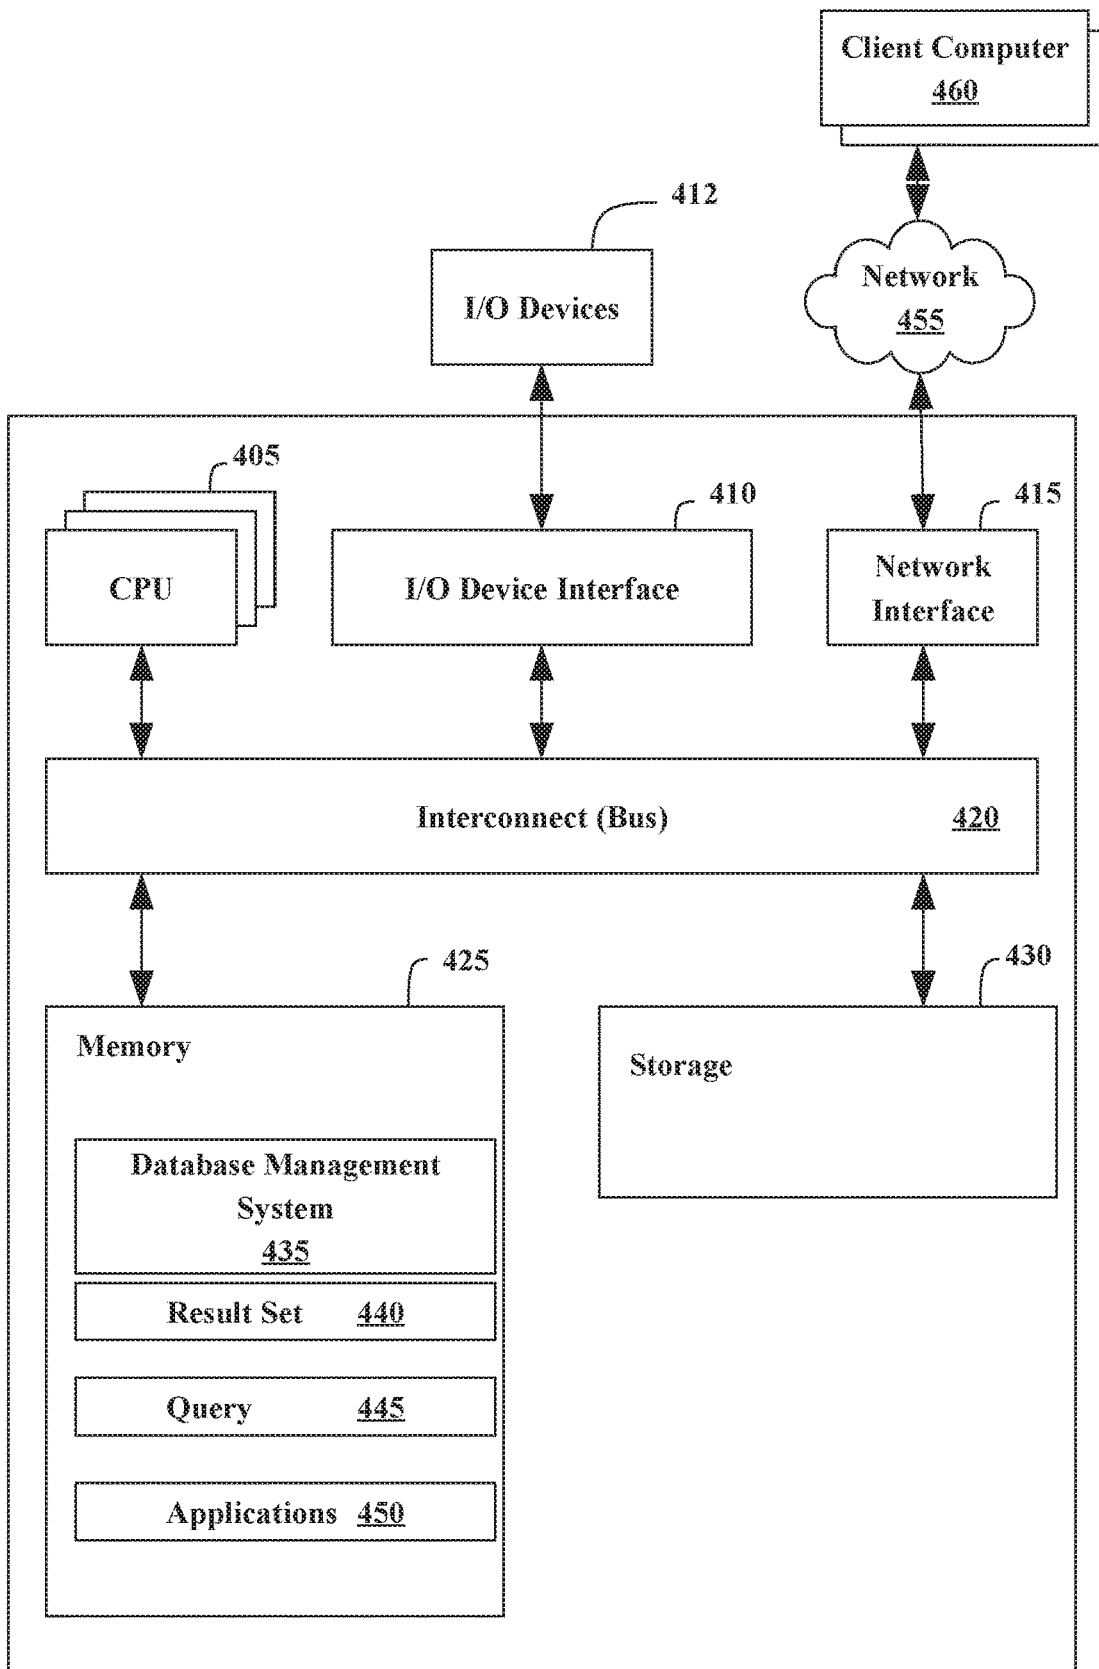 Client Computer
460
412
I/O Devices
Network
455
405
410
415
CPU
I/O Device Interface
Network
Interface
Interconnect (Bus) 420
425
430
Memory
Storage
Database Management
System
435
Result Set 440
Query 445
Applications 450